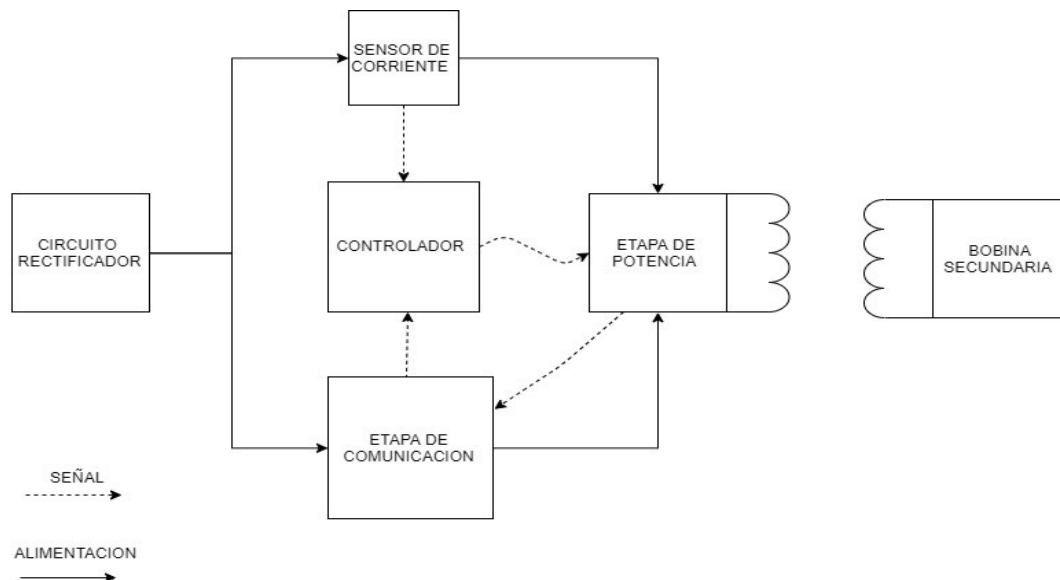 SENSOR DE
CORRIENTE
CIRCUITO
RECTIFICADOR
CONTROLADOR
ETAPA DE
POTENCIA
BOBINA
SECUNDARIA
ETAPA DE
COMUNICACION
SEÑAL
ALIMENTACION